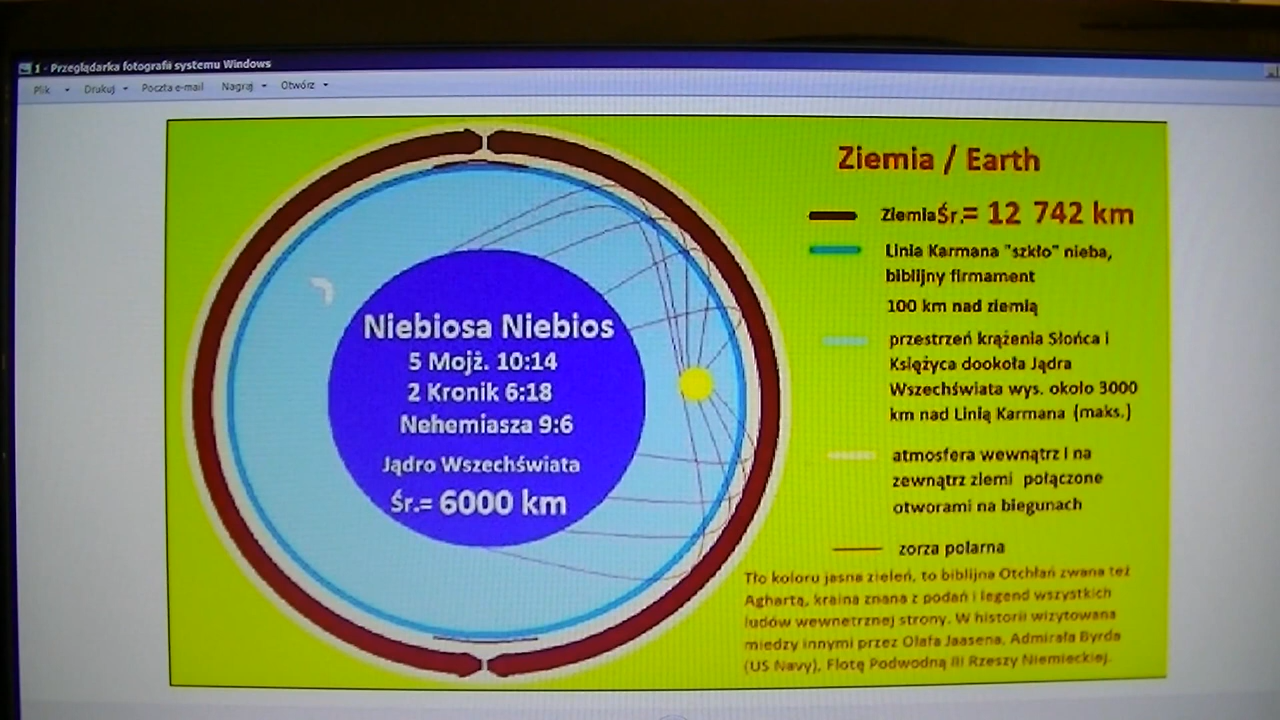 1 - Przeglądarka fotografii systemu Windows
Plik Drukuj Poczta e-mail Nagraj Otwórz
Ziemia / Earth
Ziemia Śr.= 12 742 km
Linia Karmana "szkło" nieba,
biblijny firmament
100 km nad ziemią
przestrzeń krążenia Słońca i
Księżyca dookoła Jądra
Wszechświata wys. około 3000
km nad Linią Karmana (maks.)
atmosfera wewnątrz i na
zewnątrz ziemi połączone
otworami na biegunach
zorza polarna
Tło koloru jasna zieleń, to biblijna Otchłań zwana też
Aghartą, kraina znana z podań i legend wszystkich
ludów wewnetrznej strony. W historii wizytowana
miedzy innymi przez Olafa Jaasena, Admirała Byrda
(US Navy), Flotę Podwodną III Rzeszy Niemieckiej.
Niebiosa Niebios
5 Mojż. 10:14
2 Kronik 6:18
Nehemiasza 9:6
Jądro Wszechświata
Śr.= 6000 km